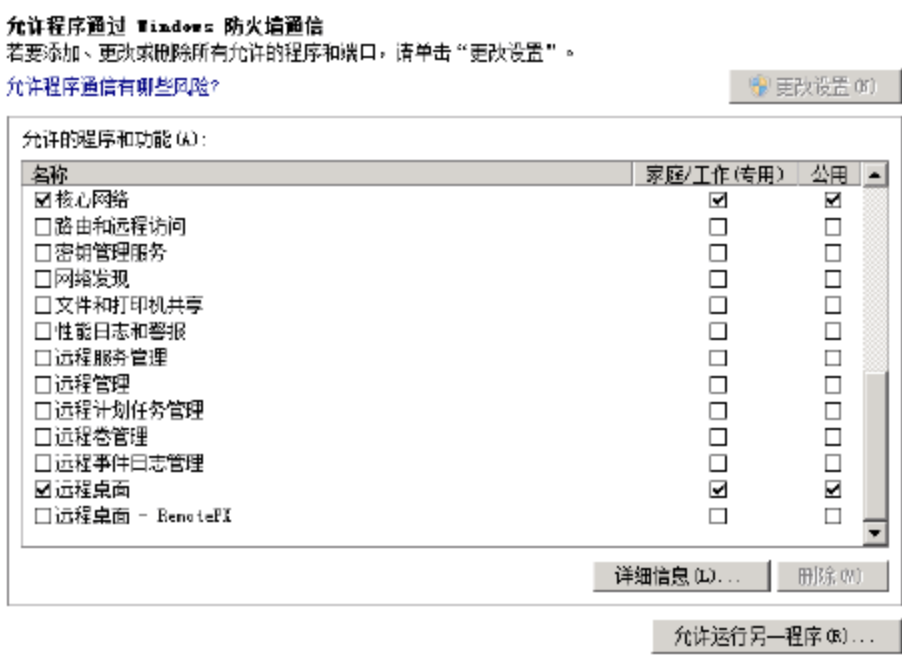 允许程序通过 Windows 防火墙通信
若要添加、更改或删除所有允许的程序和端口，请单击“更改设置”。
允许程序通信有哪些风险?
更改设置(N)
允许的程序和功能(A):
名称 家庭/工作(专用) 公用
核心网络
路由和远程访问
密钥管理服务
网络发现
文件和打印机共享
性能日志和警报
远程服务管理
远程管理
远程计划任务管理
远程卷管理
远程事件日志管理
远程桌面
远程桌面 - RemoteFX
详细信息(L)... 删除(M)
允许运行另一程序(R)...